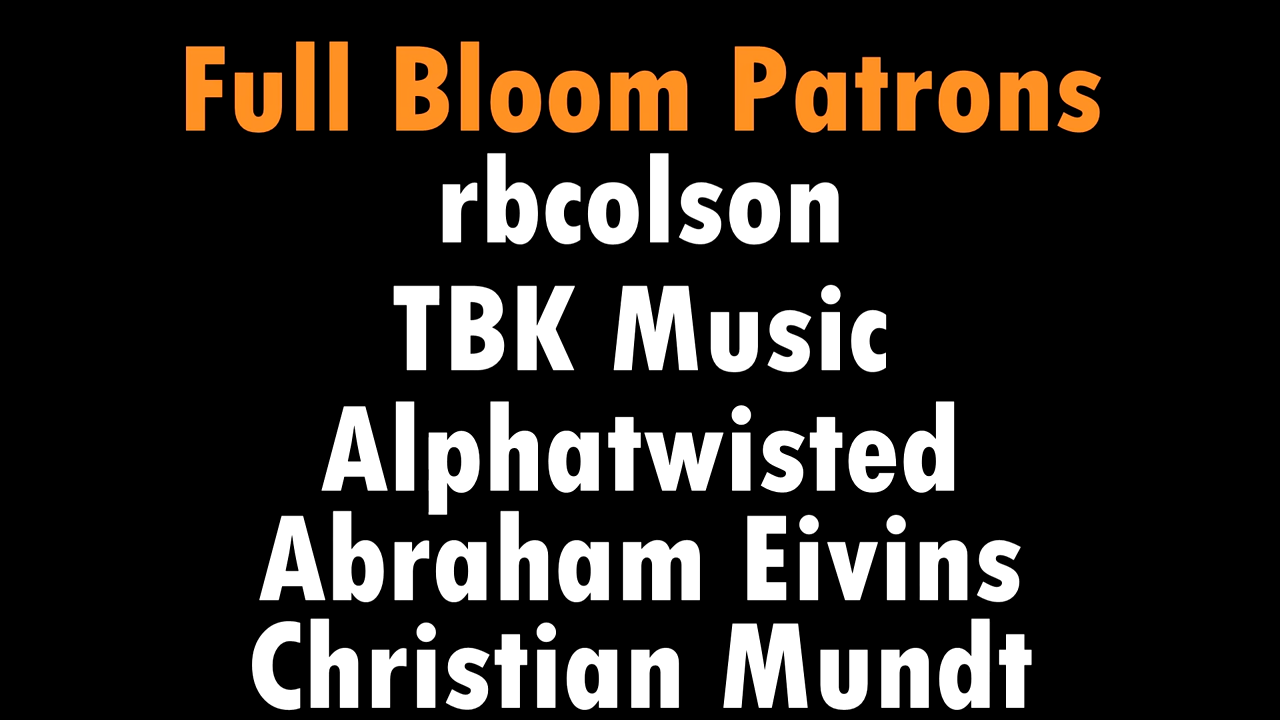 Full Bloom Patrons
rbcolson
TBK Music
Alphatwisted
Abraham Eivins
Christian Mundt